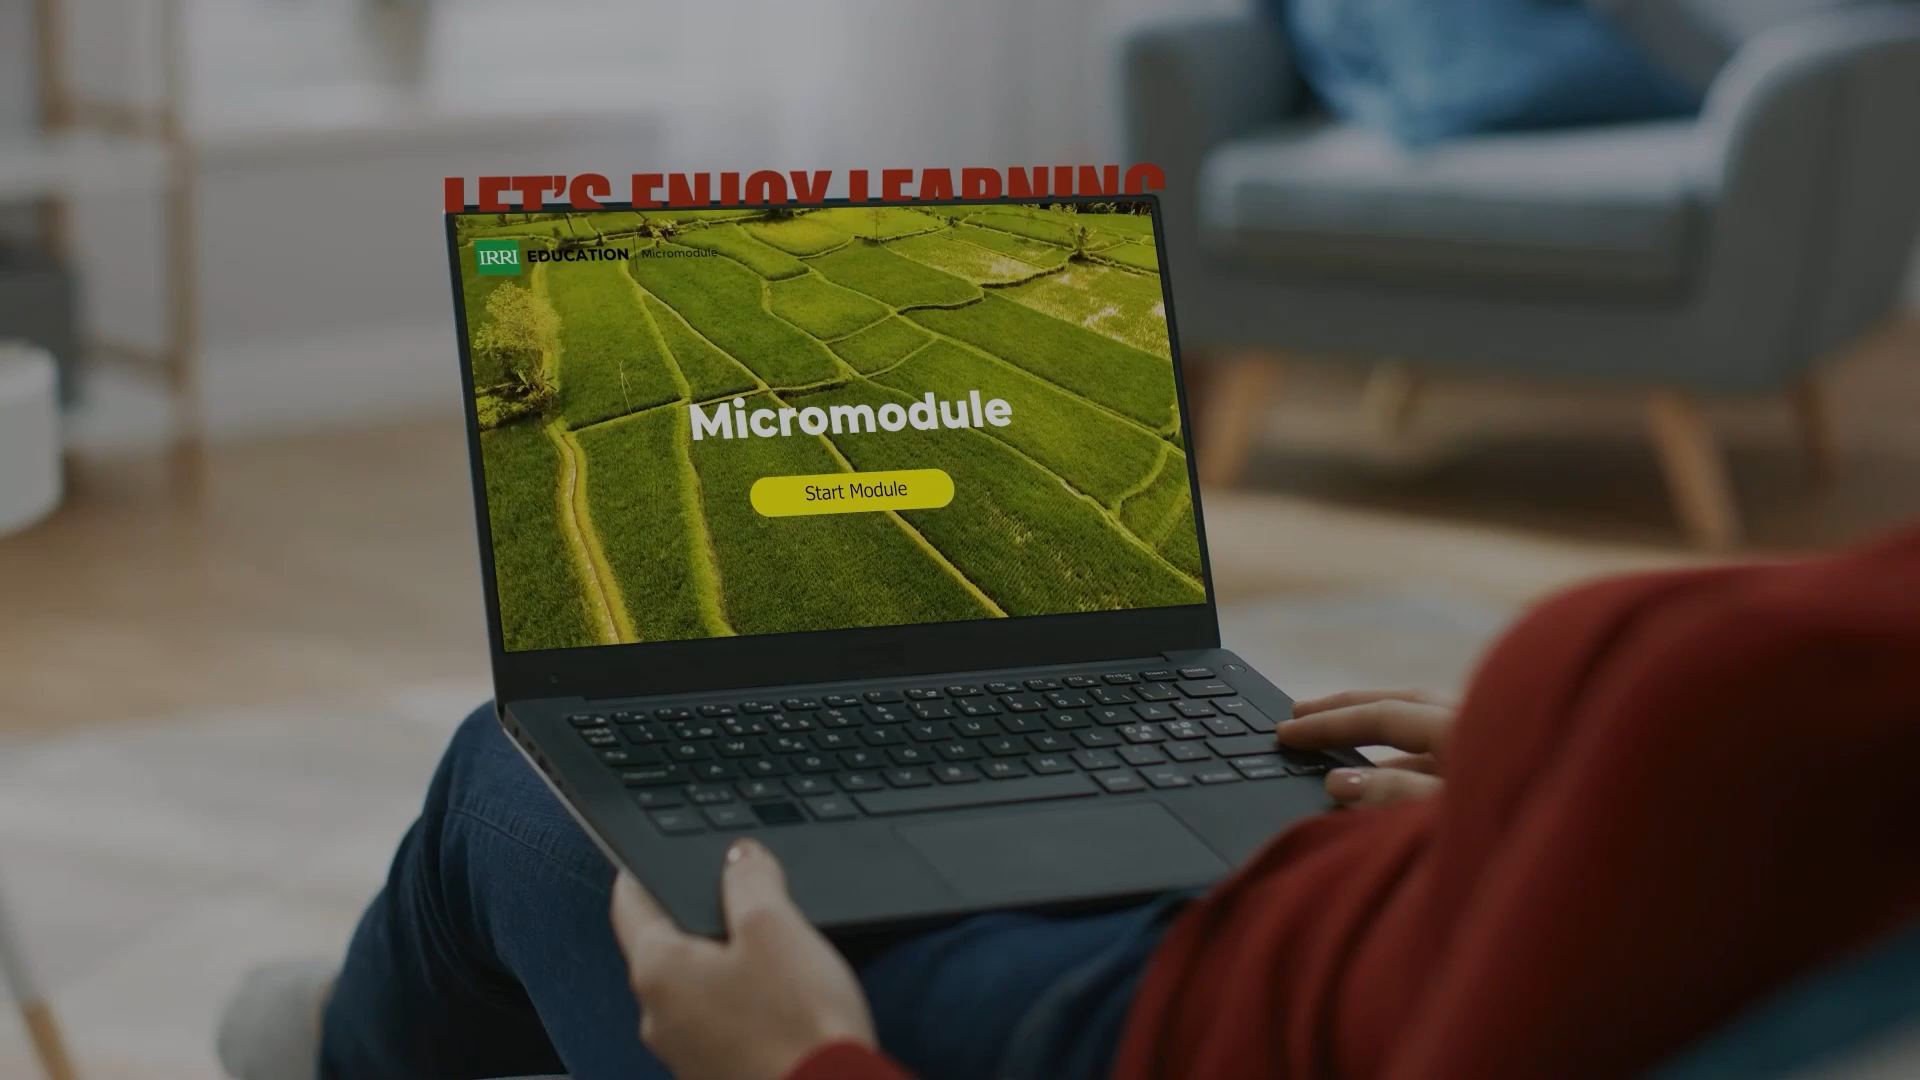 LET'S ENJOY LEARNING
IRRI EDUCATION | Micromodule
Micromodule
Start Module